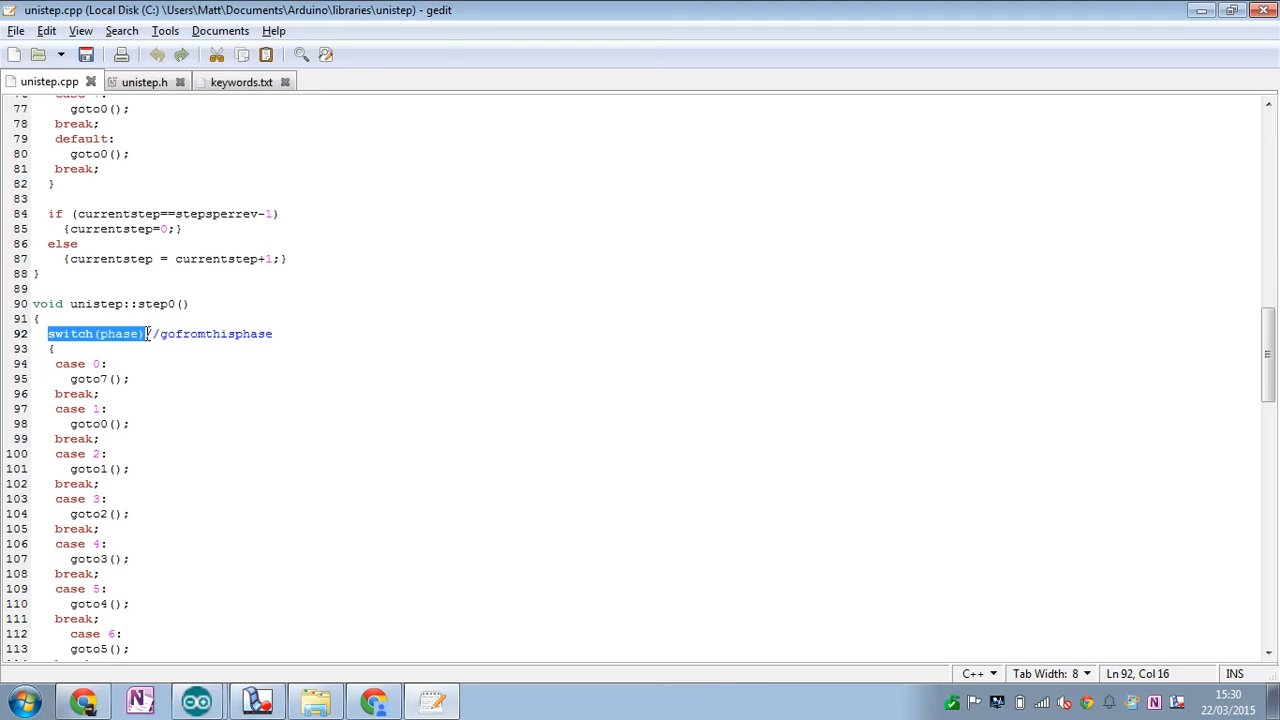 unistep.cpp (Local Disk (C:) \Users\Matt\Documents\Arduino\libraries\unistep) - gedit
File Edit View Search Tools Documents Help
unistep.cpp unistep.h keywords.txt
77 goto0();
78 break;
79 default:
80 goto0();
81 break;
82 }
83
84 if (currentstep==stepsperrev-1)
85 {currentstep=0;}
86 else
87 {currentstep = currentstep+1;}
88 }
89
90 void unistep::step0()
91 {
92 switch(phase)//gofromthisphase
93 {
94 case 0:
95 goto7();
96 break;
97 case 1:
98 goto0();
99 break;
100 case 2:
101 goto1();
102 break;
103 case 3:
104 goto2();
105 break;
106 case 4:
107 goto3();
108 break;
109 case 5:
110 goto4();
111 break;
112 case 6:
113 goto5();
C++ Tab Width: 8 Ln 92, Col 16 INS
15:30
22/03/2015